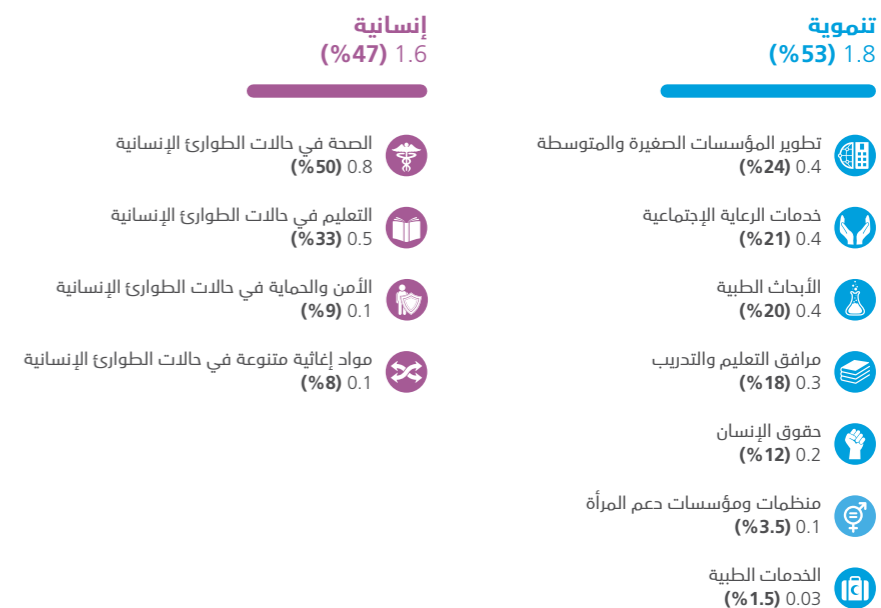 تنموية
1.8 (%53)
تطوير المؤسسات الصغيرة والمتوسطة
0.4 (%24)
خدمات الرعاية الإجتماعية
0.4 (%21)
الأبحاث الطبية
0.4 (%20)
مرافق التعليم والتدريب
0.3 (%18)
حقوق الإنسان
0.2 (%12)
منظمات ومؤسسات دعم المرأة
0.1 (%3.5)
الخدمات الطبية
0.03 (%1.5)
إنسانية
1.6 (%47)
الصحة في حالات الطوارئ الإنسانية
0.8 (%50)
التعليم في حالات الطوارئ الإنسانية
0.5 (%33)
الأمن والحماية في حالات الطوارئ الإنسانية
0.1 (%9)
مواد إغاثية متنوعة في حالات الطوارئ الإنسانية
0.1 (%8)